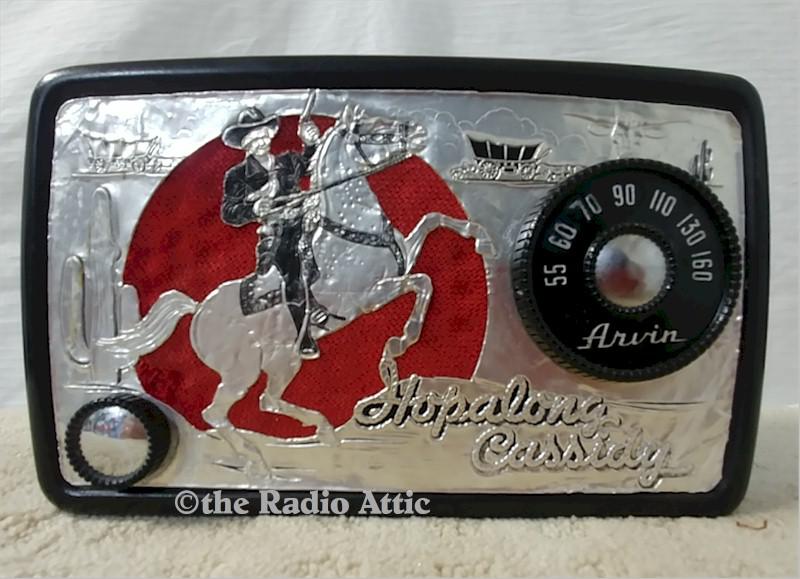 55 60 70 90 110 130 160
Arvin
Hopalong
Cassidy
©the Radio Attic